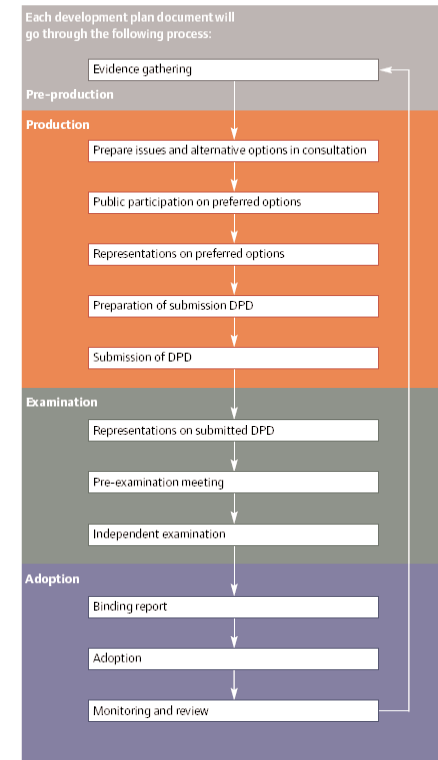 Each development plan document will
go through the following process:
Evidence gathering
Pre-production
Production
Prepare issues and alternative options in consultation
Public participation on preferred options
Representations on preferred options
Preparation of submission DPD
Submission of DPD
Examination
Representations on submitted DPD
Pre-examination meeting
Independent examination
Adoption
Binding report
Adoption
Monitoring and review